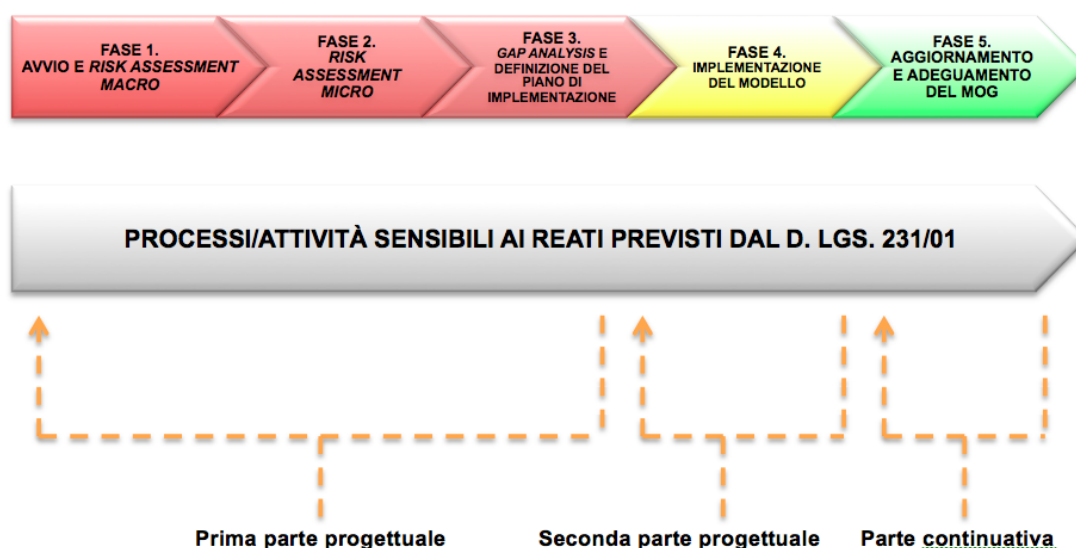 FASE 1.
AVVIO E RISK ASSESSMENT
MACRO
FASE 2.
RISK
ASSESSMENT
MICRO
FASE 3.
GAP ANALYSIS E
DEFINIZIONE DEL
PIANO DI
IMPLEMENTAZIONE
FASE 4.
IMPLEMENTAZIONE
DEL MODELLO
FASE 5.
AGGIORNAMENTO
E ADEGUAMENTO
DEL MOG
PROCESSI/ATTIVITÀ SENSIBILI AI REATI PREVISTI DAL D. LGS. 231/01
Prima parte progettuale
Seconda parte progettuale
Parte continuativa